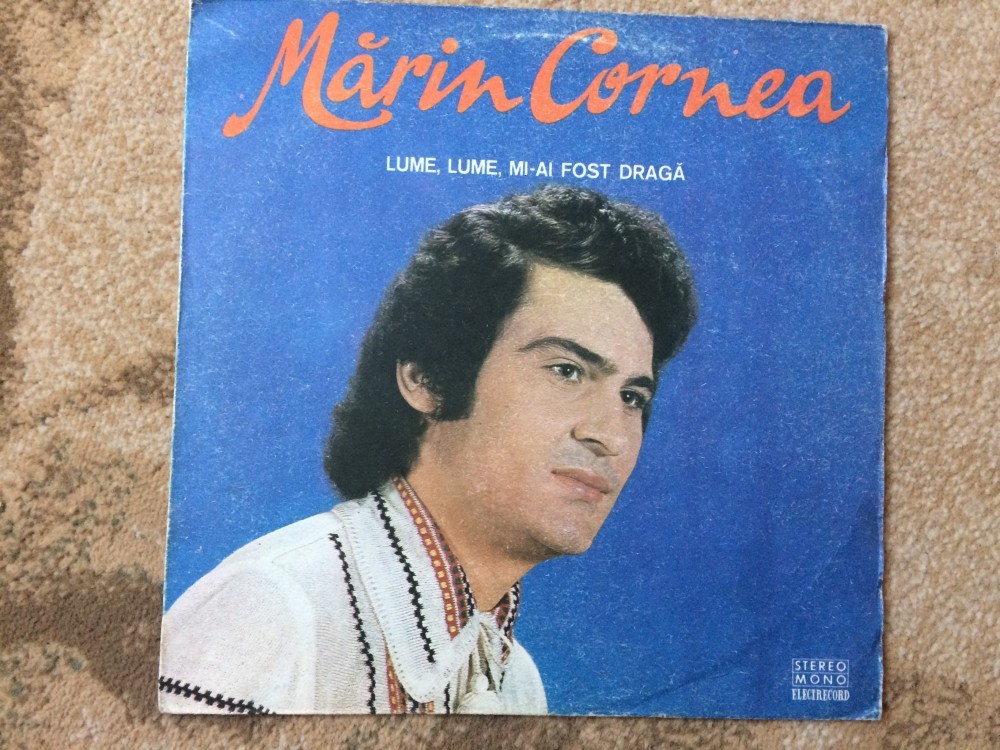 Mărin Cornea
LUME, LUME, MI-AI FOST DRAGĂ
STEREO
MONO
ELECTRECORD